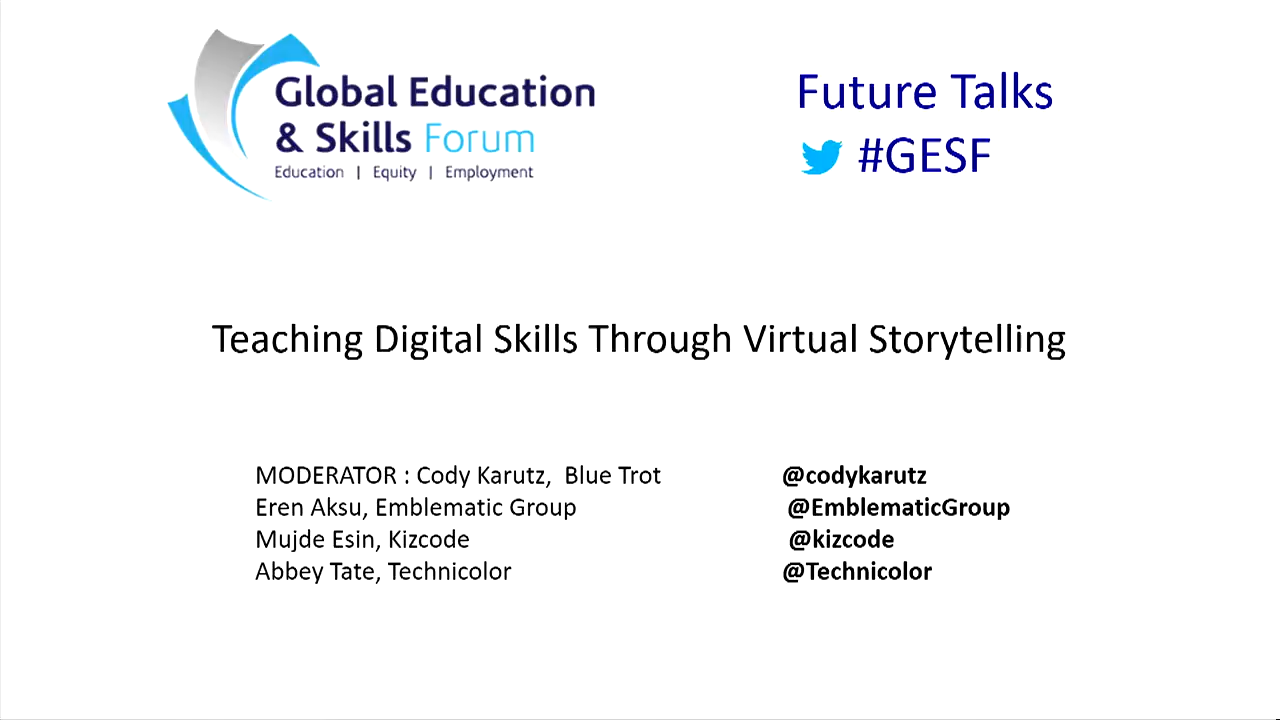 Global Education
& Skills Forum
Education | Equity | Employment
Future Talks
#GESF
Teaching Digital Skills Through Virtual Storytelling
MODERATOR : Cody Karutz, Blue Trot @codykarutz
Eren Aksu, Emblematic Group @EmblematicGroup
Mujde Esin, Kizcode @kizcode
Abbey Tate, Technicolor @Technicolor